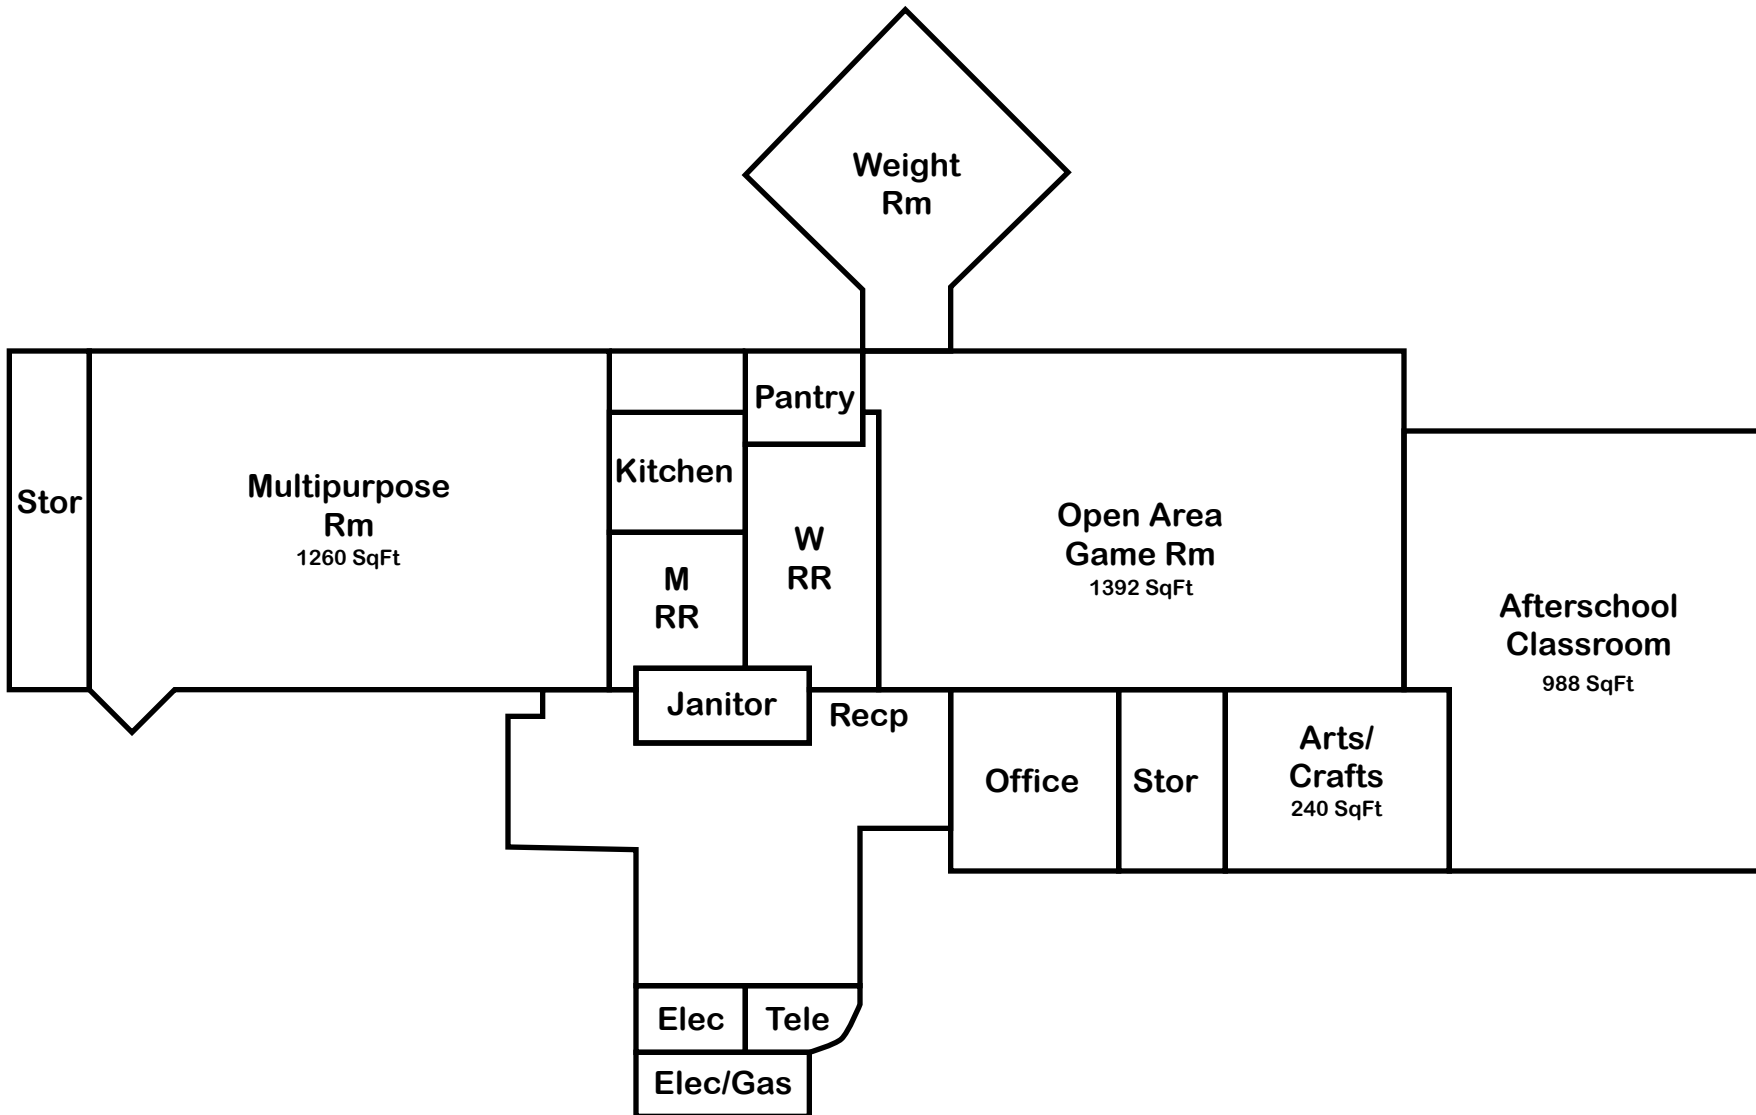 Weight
Rm
Pantry
Kitchen
Stor
Multipurpose
Rm
1260 SqFt
W
RR
M
RR
Open Area
Game Rm
1392 SqFt
Afterschool
Classroom
988 SqFt
Janitor
Recp
Office
Stor
Arts/
Crafts
240 SqFt
Elec
Tele
Elec/Gas